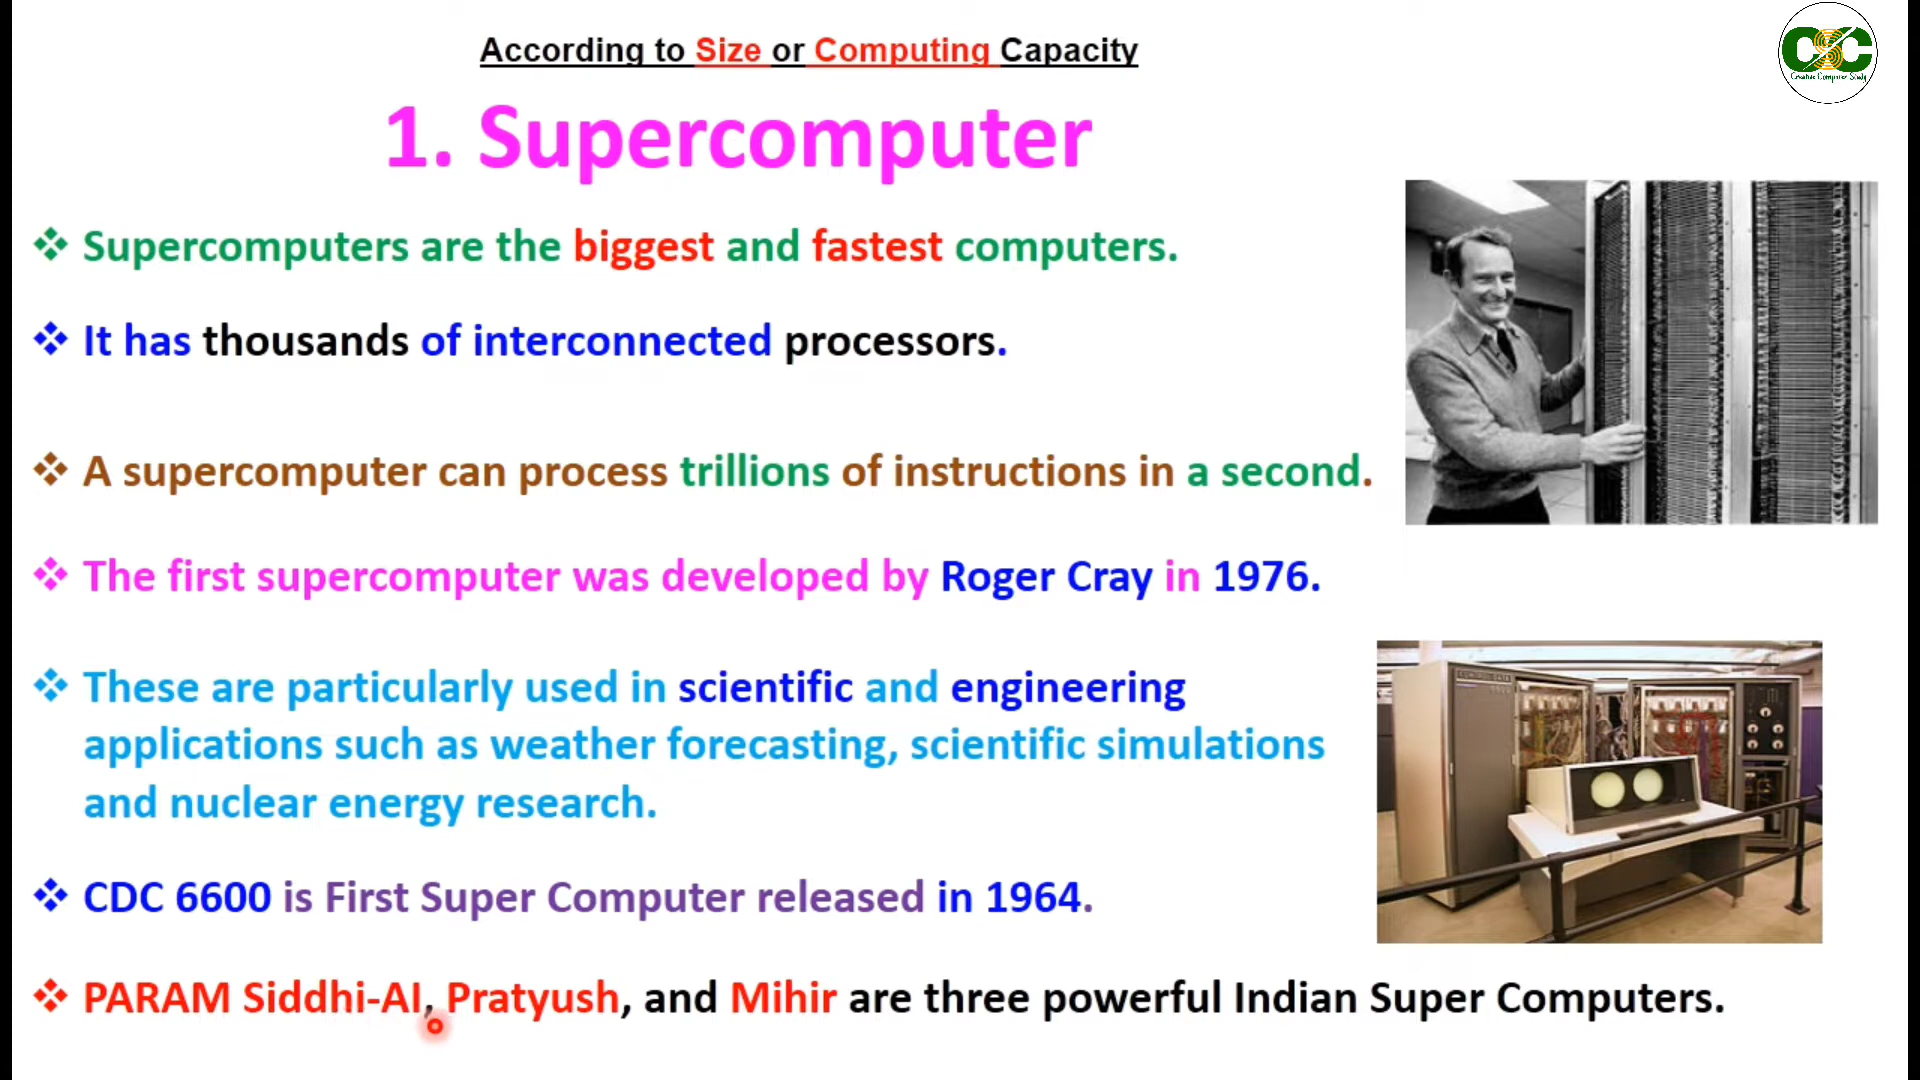 According to Size or Computing Capacity
CSC
Creative Computer Study
1. Supercomputer
❖ Supercomputers are the biggest and fastest computers.
❖ It has thousands of interconnected processors.
❖ A supercomputer can process trillions of instructions in a second.
❖ The first supercomputer was developed by Roger Cray in 1976.
❖ These are particularly used in scientific and engineering
applications such as weather forecasting, scientific simulations
and nuclear energy research.
❖ CDC 6600 is First Super Computer released in 1964.
❖ PARAM Siddhi-AI, Pratyush, and Mihir are three powerful Indian Super Computers.